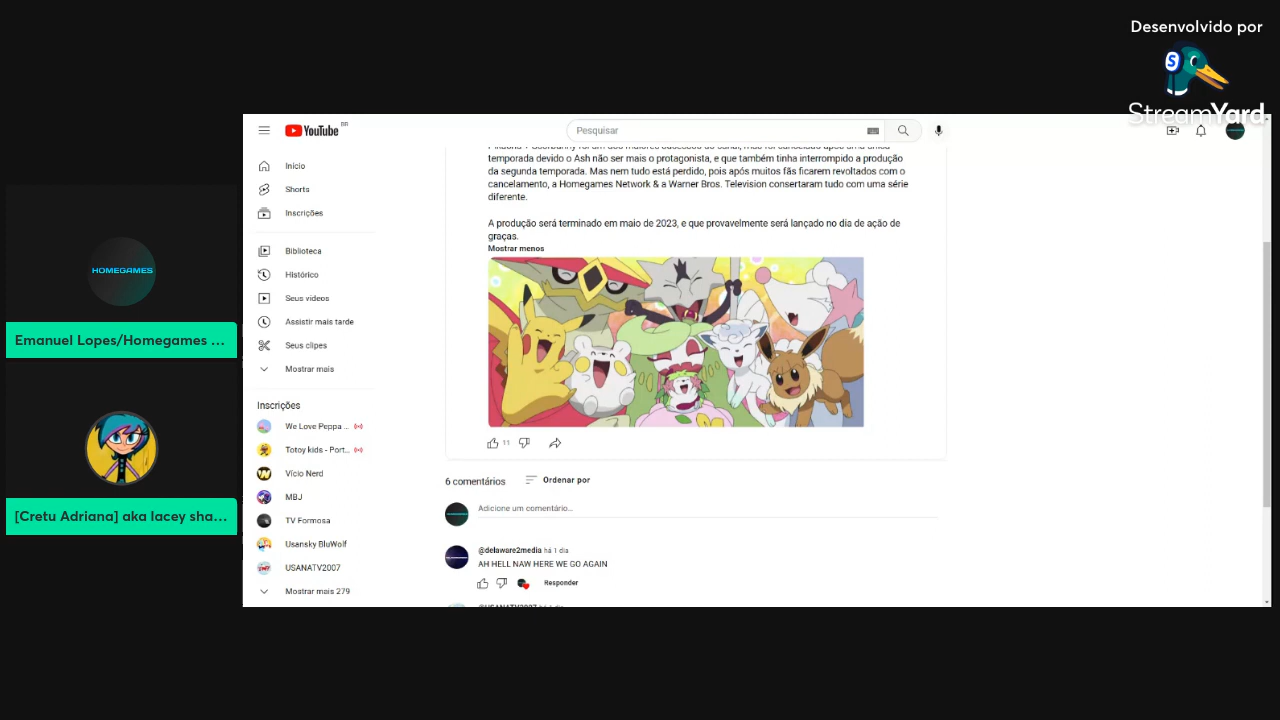 Desenvolvido por
StreamYard
YouTube BR
Pesquisar
Início
Shorts
Inscrições
Biblioteca
Histórico
Seus vídeos
Assistir mais tarde
Seus clipes
Mostrar mais
Inscrições
We Love Peppa ...
Totoy kids - Port...
Vício Nerd
MBJ
TV Formosa
Usansky BluWolf
USANATV2007
Mostrar mais 279
HOMEGAMES
Emanuel Lopes/Homegames ...
[Cretu Adriana] aka lacey sha...
temporada devido o Ash não ser mais o protagonista, e que também tinha interrompido a produção
da segunda temporada. Mas nem tudo está perdido, pois após muitos fãs ficarem revoltados com o
cancelamento, a Homegames Network & a Warner Bros. Television consertaram tudo com uma série
diferente.
A produção será terminado em maio de 2023, e que provavelmente será lançado no dia de ação de
graças.
Mostrar menos
11
6 comentários
Ordenar por
Adicione um comentário...
@delaware2media há 1 dia
AH HELL NAW HERE WE GO AGAIN
Responder
@USANATV2007 há 1 dia